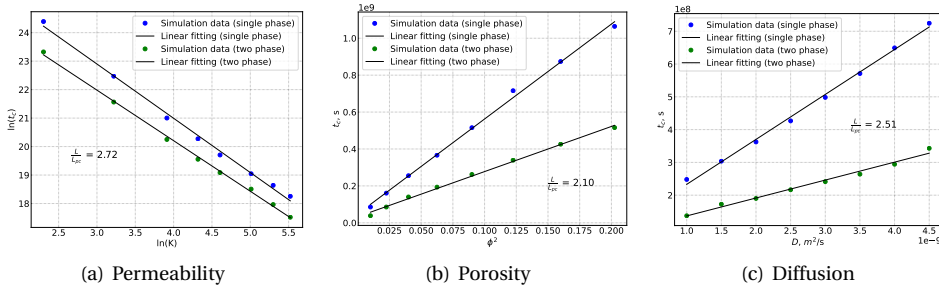 Simulation data (single phase)
Linear fitting (single phase)
Simulation data (two phase)
Linear fitting (two phase)
24
23
22
21
20
19
18
ln(t_c)
L/L_pc = 2.72
2.5 3.0 3.5 4.0 4.5 5.0 5.5
ln(K)
(a) Permeability
1e9
Simulation data (single phase)
Linear fitting (single phase)
Simulation data (two phase)
Linear fitting (two phase)
1.0
0.8
0.6
0.4
0.2
0.0
t_c, s
L/L_pc = 2.10
0.025 0.050 0.075 0.100 0.125 0.150 0.175 0.200
ϕ²
(b) Porosity
1e8
Simulation data (single phase)
Linear fitting (single phase)
Simulation data (two phase)
Linear fitting (two phase)
7
6
5
4
3
2
1
t_c, s
L/L_pc = 2.51
1.0 1.5 2.0 2.5 3.0 3.5 4.0 4.5
1e−9
D, m²/s
(c) Diffusion